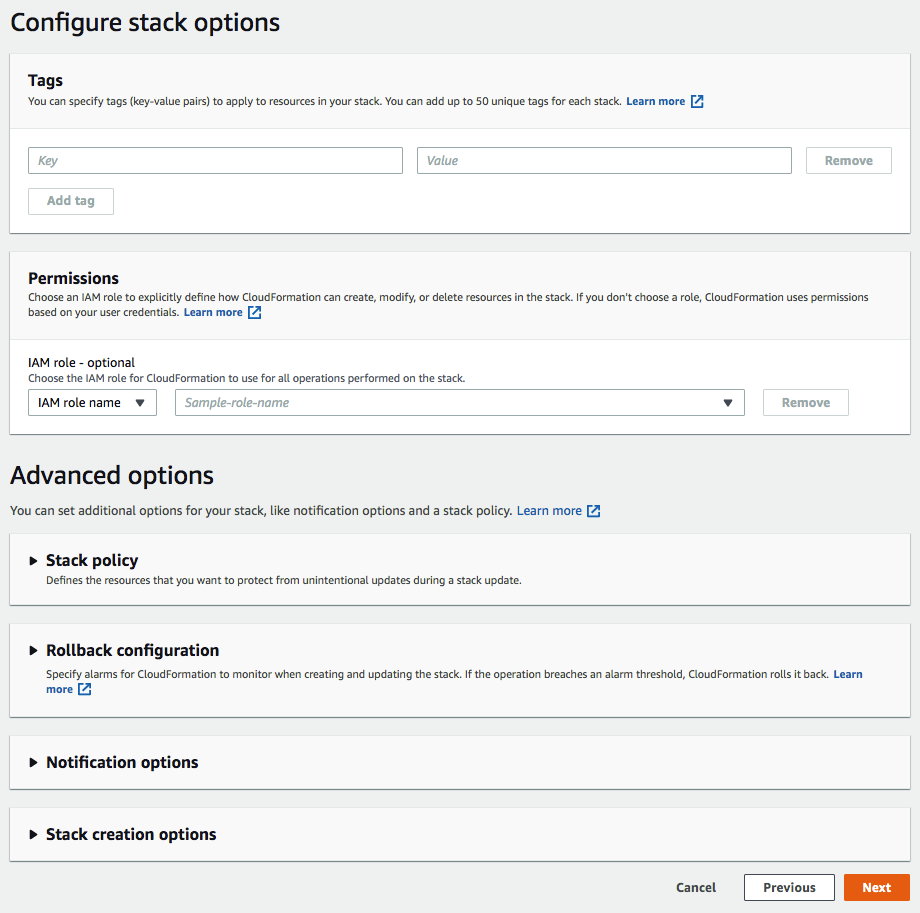 Configure stack options
Tags
You can specify tags (key-value pairs) to apply to resources in your stack. You can add up to 50 unique tags for each stack. Learn more
Key
Value
Remove
Add tag
Permissions
Choose an IAM role to explicitly define how CloudFormation can create, modify, or delete resources in the stack. If you don't choose a role, CloudFormation uses permissions
based on your user credentials. Learn more
IAM role - optional
Choose the IAM role for CloudFormation to use for all operations performed on the stack.
IAM role name
Sample-role-name
Remove
Advanced options
You can set additional options for your stack, like notification options and a stack policy. Learn more
Stack policy
Defines the resources that you want to protect from unintentional updates during a stack update.
Rollback configuration
Specify alarms for CloudFormation to monitor when creating and updating the stack. If the operation breaches an alarm threshold, CloudFormation rolls it back. Learn
more
Notification options
Stack creation options
Cancel
Previous
Next